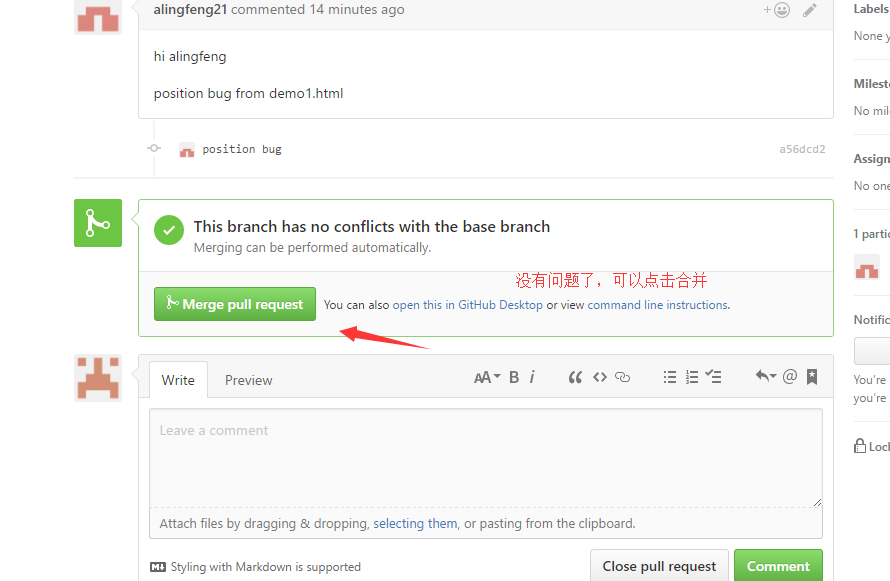 alingfeng21 commented 14 minutes ago
Labels
None y
hi alingfeng
position bug from demo1.html
Milest
No mil
position bug a56dcd2
Assign
No one
This branch has no conflicts with the base branch
Merging can be performed automatically.
1 partic
没有问题了，可以点击合并
Merge pull request You can also open this in GitHub Desktop or view command line instructions.
Notific
You're
you're
Write Preview AA B i
Leave a comment
Lock
Attach files by dragging & dropping, selecting them, or pasting from the clipboard.
Styling with Markdown is supported
Close pull request Comment